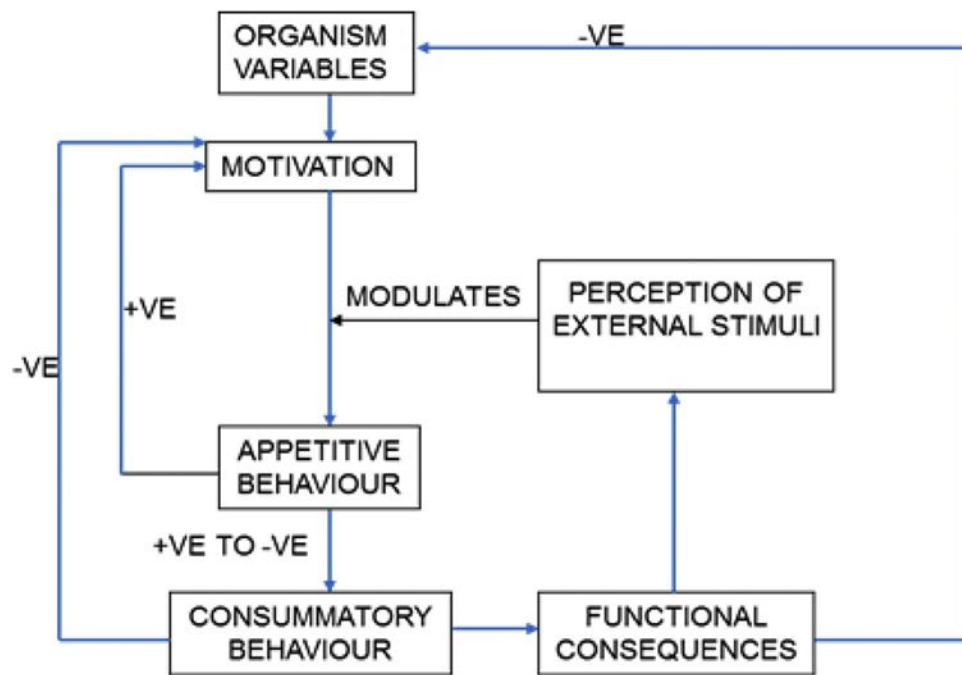 ORGANISM
VARIABLES
-VE
MOTIVATION
+VE
-VE
MODULATES
PERCEPTION OF
EXTERNAL STIMULI
APPETITIVE
BEHAVIOUR
+VE TO -VE
CONSUMMATORY
BEHAVIOUR
FUNCTIONAL
CONSEQUENCES